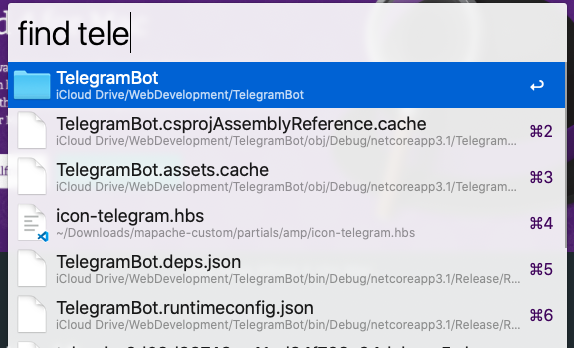 find tele
TelegramBot
iCloud Drive/WebDevelopment/TelegramBot
↩
TelegramBot.csprojAssemblyReference.cache
iCloud Drive/WebDevelopment/TelegramBot/obj/Debug/netcoreapp3.1/Telegram...
⌘2
TelegramBot.assets.cache
iCloud Drive/WebDevelopment/TelegramBot/obj/Debug/netcoreapp3.1/Telegram...
⌘3
icon-telegram.hbs
~/Downloads/mapache-custom/partials/amp/icon-telegram.hbs
⌘4
TelegramBot.deps.json
iCloud Drive/WebDevelopment/TelegramBot/bin/Debug/netcoreapp3.1/Release/R...
⌘5
TelegramBot.runtimeconfig.json
iCloud Drive/WebDevelopment/TelegramBot/bin/Debug/netcoreapp3.1/Release/R...
⌘6